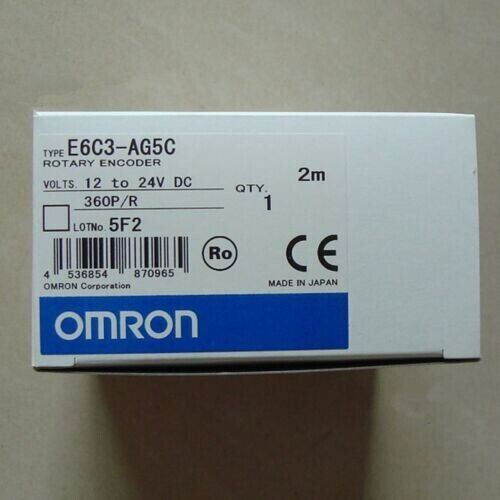 TYPE E6C3-AG5C
ROTARY ENCODER
VOLTS. 12 to 24V DC
360P/R
LOTNo. 5F2
QTY.
1
2m
4 536854 870965
OMRON Corporation
Ro
CE
MADE IN JAPAN
OMRON